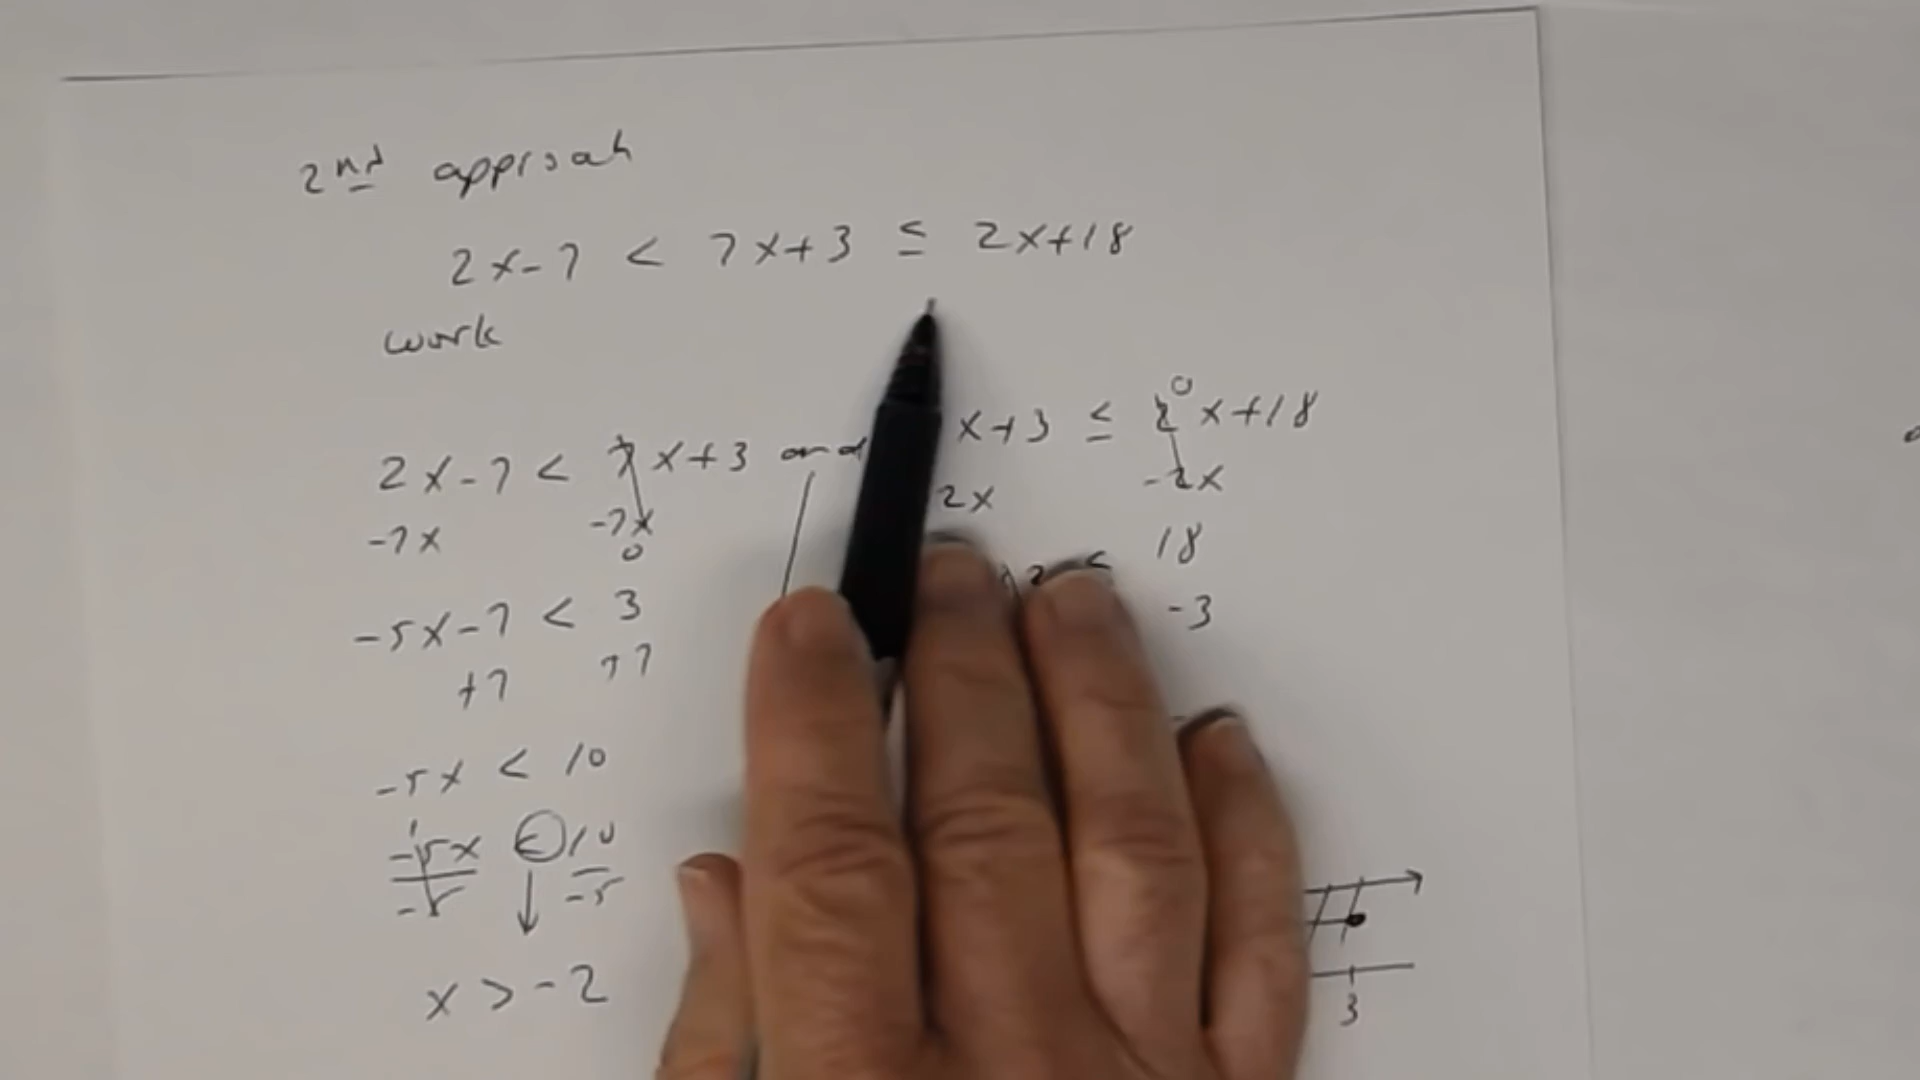 2nd approah
2x-7 < 7x+3 ≤ 2x+18
work
2x-7 < 7x+3 and x+3 ≤ 2x+18
0
-7x -7x 2x -2x
0
18
-5x-7 < 3
-3
+7 +7
-5x < 10
-5x < 10
-5 -5
x > -2
3